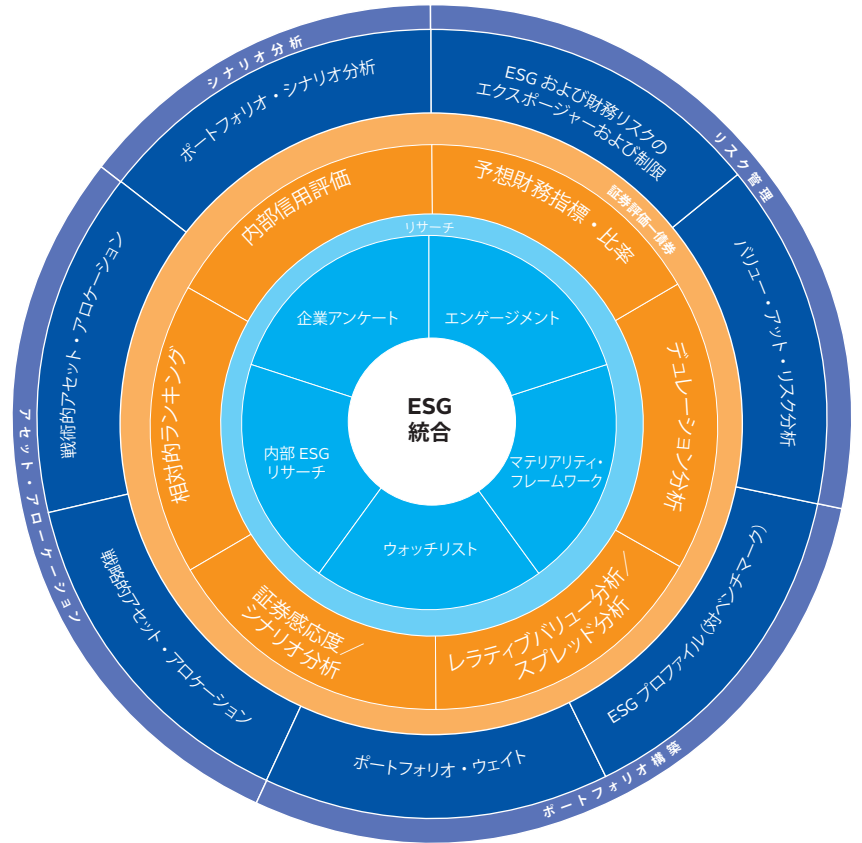 シナリオ分析
ポートフォリオ・シナリオ分析
ESG および財務リスクの
エクスポージャーおよび制限
リスク管理
バリュー・アット・リスク分析
ESG プロファイル（対ベンチマーク）
ポートフォリオ構築
ポートフォリオ・ウェイト
戦略的アセット・アロケーション
戦術的アセット・アロケーション
アセット・アローケーション
証券評価ー債券
内部信用評価
予想財務指標・比率
デュレーション分析
レラティブバリュー分析／
スプレッド分析
証券感応度／
シナリオ分析
相対的ランキング
リサーチ
企業アンケート
エンゲージメント
マテリアリティ・
フレームワーク
ウォッチリスト
内部 ESG
リサーチ
ESG
統合